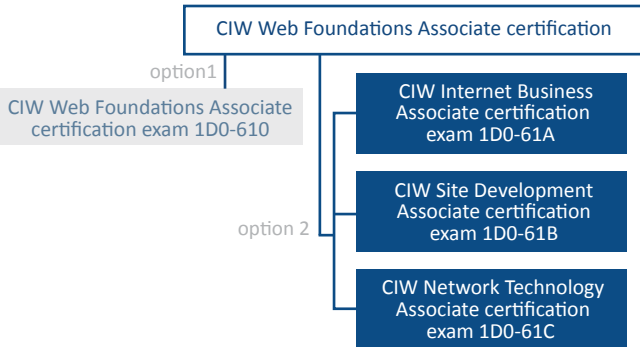 CIW Web Foundations Associate certification
option1
CIW Web Foundations Associate
certification exam 1D0-610
CIW Internet Business
Associate certification
exam 1D0-61A
CIW Site Development
Associate certification
exam 1D0-61B
option 2
CIW Network Technology
Associate certification
exam 1D0-61C